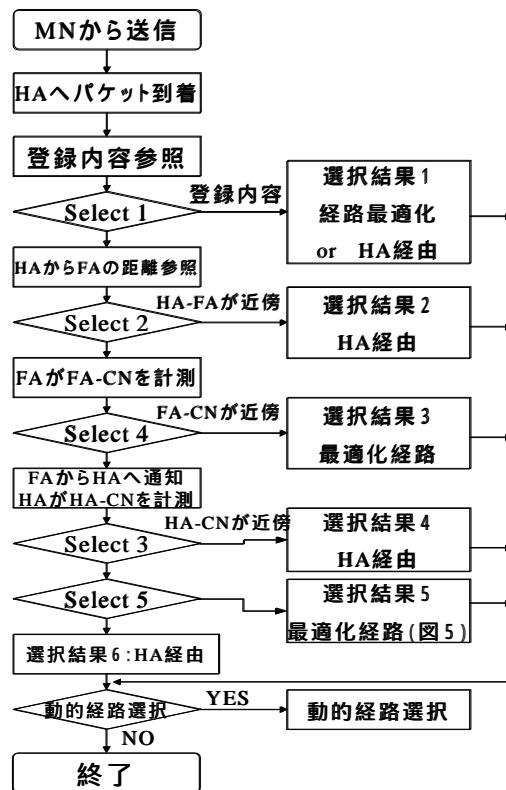 MNから送信
HAへパケット到着
登録内容参照
Select 1
登録内容
選択結果1
経路最適化
or HA経由
HAからFAの距離参照
Select 2
HA-FAが近傍
選択結果2
HA経由
FAがFA-CNを計測
Select 4
FA-CNが近傍
選択結果3
最適化経路
FAからHAへ通知
HAがHA-CNを計測
Select 3
HA-CNが近傍
選択結果4
HA経由
Select 5
選択結果5
最適化経路(図5)
選択結果6:HA経由
動的経路選択
YES
動的経路選択
NO
終了